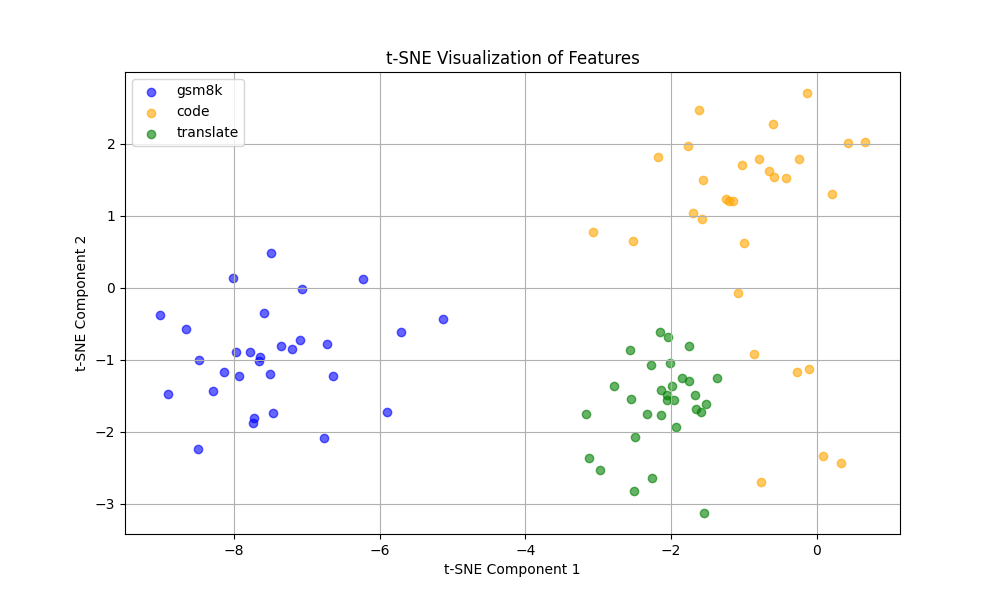 t-SNE Visualization of Features
gsm8k
code
translate
t-SNE Component 2
2
1
0
−1
−2
−3
−8
−6
−4
−2
0
t-SNE Component 1